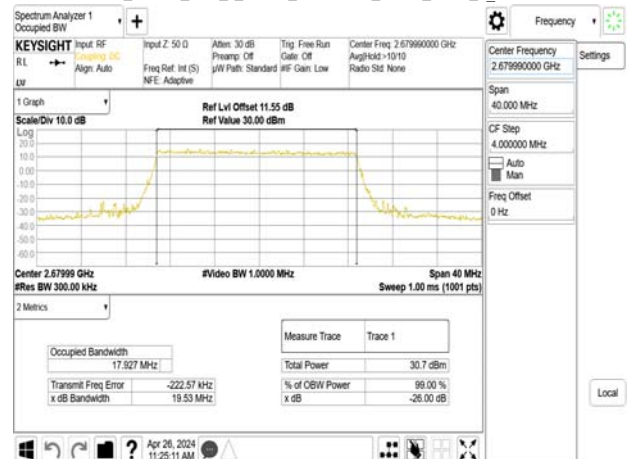 Spectrum Analyzer 1
Occupied BW
Frequency
KEYSIGHT
RL
Input: RF
Coupling: DC
Align: Auto
Input Z: 50 Ω
Freq Ref: Int (S)
NFE: Adaptive
Atten: 30 dB
Preamp: Off
µW Path: Standard
Trig: Free Run
Gate: Off
#IF Gain: Low
Center Freq: 2.679990000 GHz
Avg|Hold:>10/10
Radio Std: None
Center Frequency
2.679990000 GHz
Settings
Span
40.000 MHz
CF Step
4.000000 MHz
Auto
Man
Freq Offset
0 Hz
Local
1 Graph
Scale/Div 10.0 dB
Ref Lvl Offset 11.55 dB
Ref Value 30.00 dBm
Log
20.0
10.0
0.00
-10.0
-20.0
-30.0
-40.0
-50.0
-60.0
Center 2.67999 GHz
#Res BW 300.00 kHz
#Video BW 1.0000 MHz
Span 40 MHz
Sweep 1.00 ms (1001 pts)
2 Metrics
Measure Trace
Trace 1
Occupied Bandwidth
17.927 MHz
Total Power
30.7 dBm
Transmit Freq Error
-222.57 kHz
% of OBW Power
99.00 %
x dB Bandwidth
19.53 MHz
x dB
-26.00 dB
?
Apr 26, 2024
11:25:11 AM